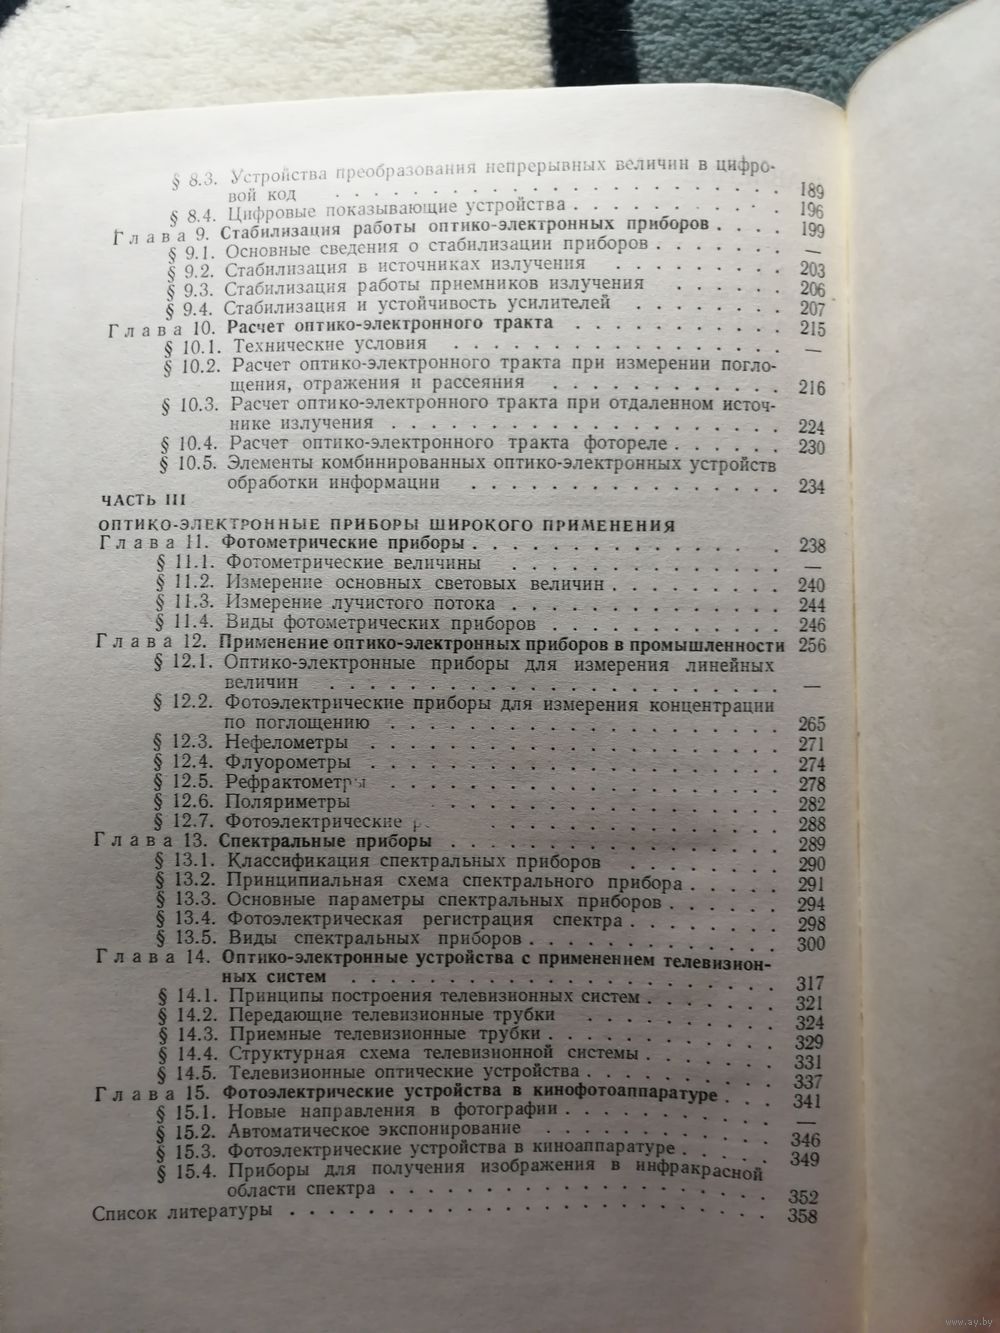 § 8.3. Устройства преобразования непрерывных величин в цифро-
вой код . . . . . . . . . . . . . . . . . . . . 189
§ 8.4. Цифровые показывающие устройства . . . . . . . . . . 196
Глава 9. Стабилизация работы оптико-электронных приборов . . . . 199
§ 9.1. Основные сведения о стабилизации приборов . . . . . . . —
§ 9.2. Стабилизация в источниках излучения . . . . . . . . . 203
§ 9.3. Стабилизация работы приемников излучения . . . . . . 206
§ 9.4. Стабилизация и устойчивость усилителей . . . . . . . . 207
Глава 10. Расчет оптико-электронного тракта . . . . . . . . . . . 215
§ 10.1. Технические условия . . . . . . . . . . . . . . . . . —
§ 10.2. Расчет оптико-электронного тракта при измерении погло-
щения, отражения и рассеяния . . . . . . . . . . . . 216
§ 10.3. Расчет оптико-электронного тракта при отдаленном источ-
нике излучения . . . . . . . . . . . . . . . . . . . . 224
§ 10.4. Расчет оптико-электронного тракта фотореле . . . . . . 230
§ 10.5. Элементы комбинированных оптико-электронных устройств
обработки информации . . . . . . . . . . . . . . . . 234
ЧАСТЬ III
ОПТИКО-ЭЛЕКТРОННЫЕ ПРИБОРЫ ШИРОКОГО ПРИМЕНЕНИЯ
Глава 11. Фотометрические приборы . . . . . . . . . . . . . . . . 238
§ 11.1. Фотометрические величины . . . . . . . . . . . . . . —
§ 11.2. Измерение основных световых величин . . . . . . . . . 240
§ 11.3. Измерение лучистого потока . . . . . . . . . . . . . . 244
§ 11.4. Виды фотометрических приборов . . . . . . . . . . . . 246
Глава 12. Применение оптико-электронных приборов в промышленности 256
§ 12.1. Оптико-электронные приборы для измерения линейных
величин . . . . . . . . . . . . . . . . . . . . . . . —
§ 12.2. Фотоэлектрические приборы для измерения концентрации
по поглощению . . . . . . . . . . . . . . . . . . . . 265
§ 12.3. Нефелометры . . . . . . . . . . . . . . . . . . . . . 271
§ 12.4. Флуорометры . . . . . . . . . . . . . . . . . . . . . 274
§ 12.5. Рефрактометры . . . . . . . . . . . . . . . . . . . . 278
§ 12.6. Поляриметры . . . . . . . . . . . . . . . . . 282
§ 12.7. Фотоэлектрические . . . . . . . . . . . . . . . 288
Глава 13. Спектральные приборы . . . . . . . . . . . . . . . . . 289
§ 13.1. Классификация спектральных приборов . . . . . . . . 290
§ 13.2. Принципиальная схема спектрального прибора . . . . . 291
§ 13.3. Основные параметры спектральных приборов . . . . . . 294
§ 13.4. Фотоэлектрическая регистрация спектра . . . . . . . . 298
§ 13.5. Виды спектральных приборов . . . . . . . . . . . . . 300
Глава 14. Оптико-электронные устройства с применением телевизион-
ных систем . . . . . . . . . . . . . . . . . . . . . . 317
§ 14.1. Принципы построения телевизионных систем . . . . . . 321
§ 14.2. Передающие телевизионные трубки . . . . . . . . . . 324
§ 14.3. Приемные телевизионные трубки . . . . . . . . . . . . 329
§ 14.4. Структурная схема телевизионной системы . . . . . . . 331
§ 14.5. Телевизионные оптические устройства . . . . . . . . . 337
Глава 15. Фотоэлектрические устройства в кинофотоаппаратуре . . . 341
§ 15.1. Новые направления в фотографии . . . . . . . . . . . —
§ 15.2. Автоматическое экспонирование . . . . . . . . . . . . 346
§ 15.3. Фотоэлектрические устройства в киноаппаратуре . . . . . 349
§ 15.4. Приборы для получения изображения в инфракрасной
области спектра . . . . . . . . . . . . . . . . . . . . 352
Список литературы . . . . . . . . . . . . . . . . . . . . . . . . . 358
www.ay.by